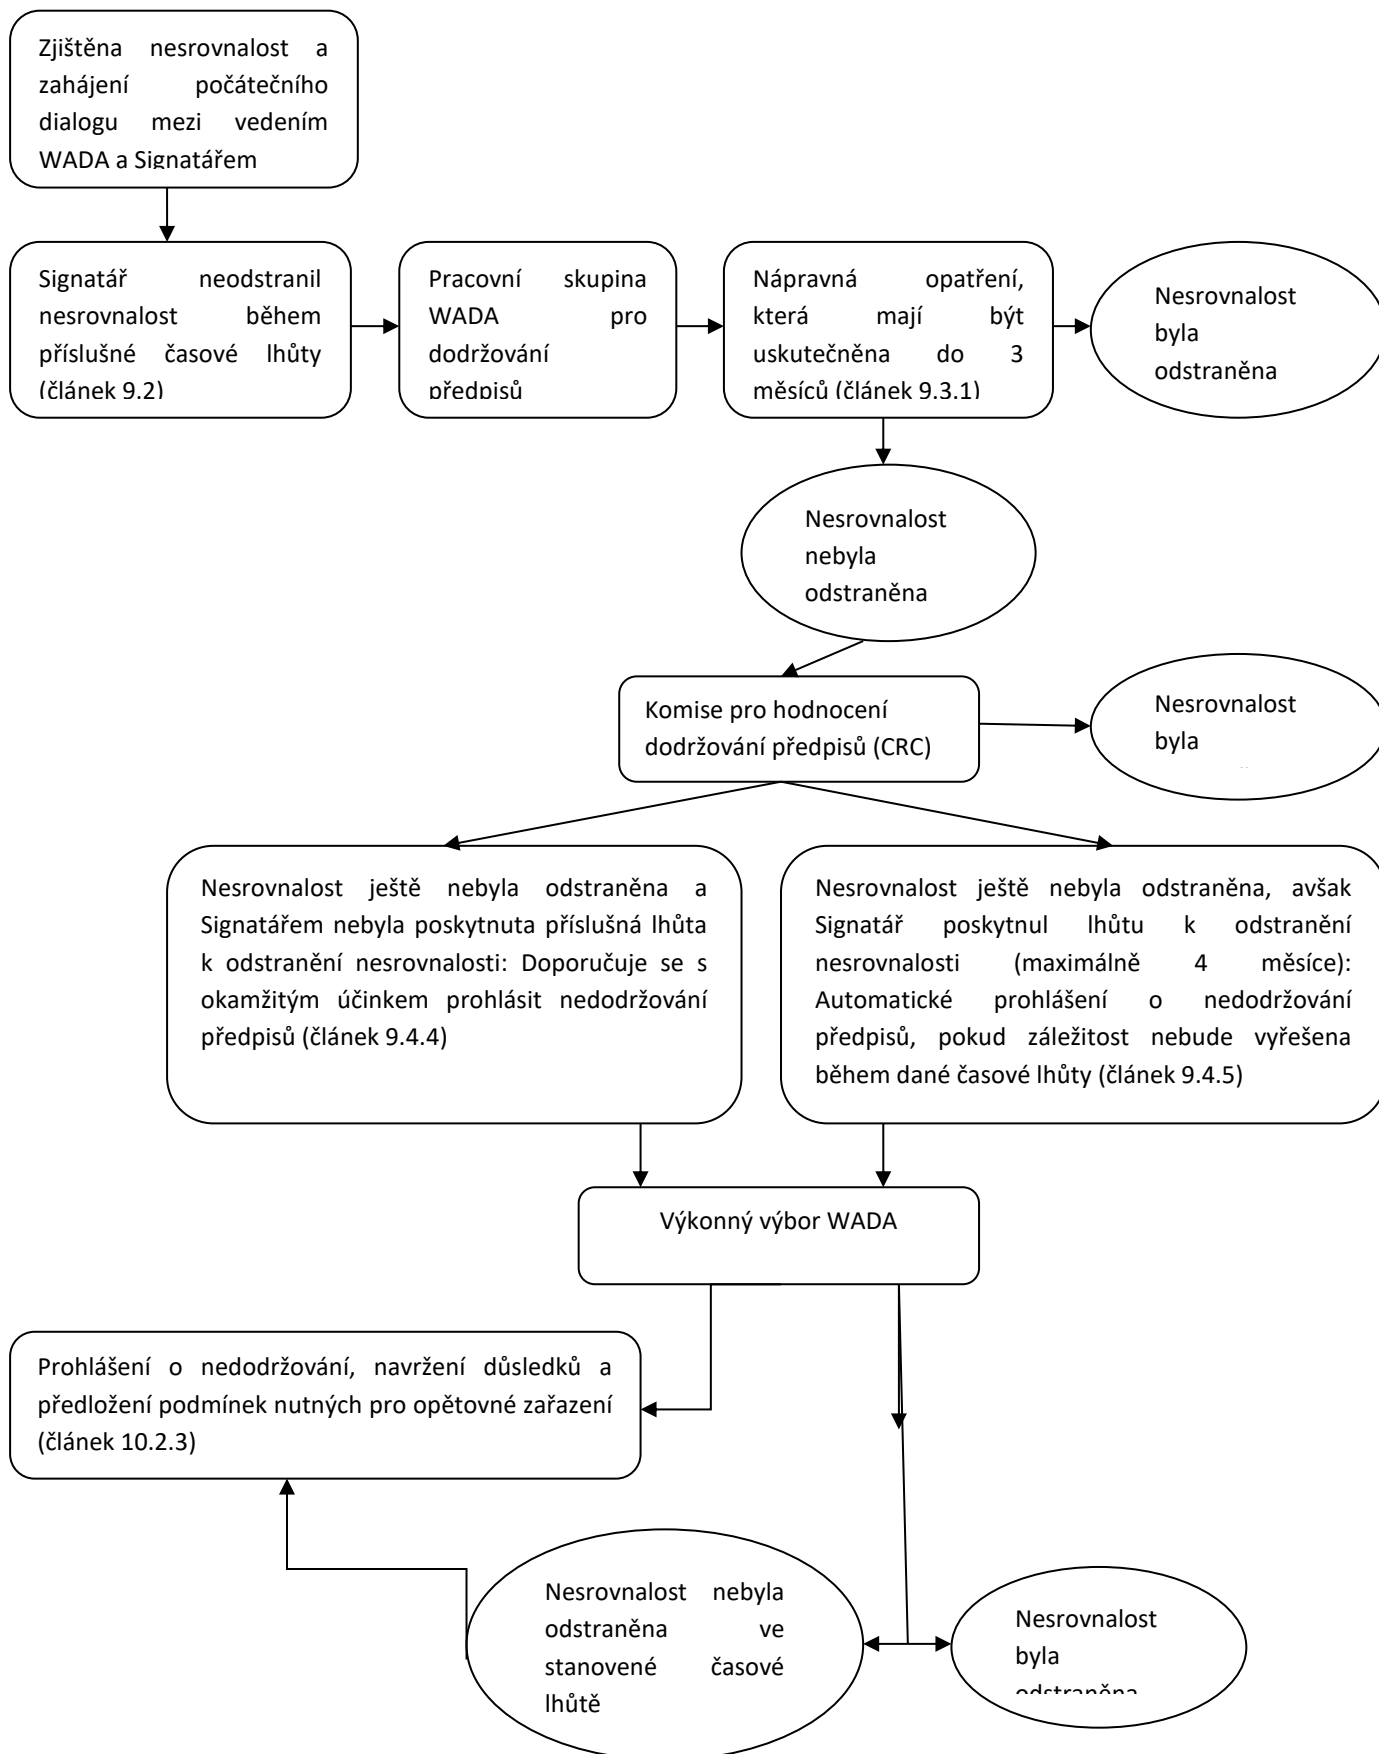 Zjištěna nesrovnalost a
zahájení počátečního
dialogu mezi vedením
WADA a Signatářem
Signatář neodstranil
nesrovnalost během
příslušné časové lhůty
(článek 9.2)
Pracovní skupina
WADA pro
dodržování
předpisů
Nápravná opatření,
která mají být
uskutečněna do 3
měsíců (článek 9.3.1)
Nesrovnalost
byla
odstraněna
Nesrovnalost
nebyla
odstraněna
Komise pro hodnocení
dodržování předpisů (CRC)
Nesrovnalost
byla
Nesrovnalost ještě nebyla odstraněna a
Signatářem nebyla poskytnuta příslušná lhůta
k odstranění nesrovnalosti: Doporučuje se s
okamžitým účinkem prohlásit nedodržování
předpisů (článek 9.4.4)
Nesrovnalost ještě nebyla odstraněna, avšak
Signatář poskytnul lhůtu k odstranění
nesrovnalosti (maximálně 4 měsíce):
Automatické prohlášení o nedodržování
předpisů, pokud záležitost nebude vyřešena
během dané časové lhůty (článek 9.4.5)
Výkonný výbor WADA
Prohlášení o nedodržování, navržení důsledků a
předložení podmínek nutných pro opětovné zařazení
(článek 10.2.3)
Nesrovnalost nebyla
odstraněna ve
stanovené časové
lhůtě
Nesrovnalost
byla
odstraněna